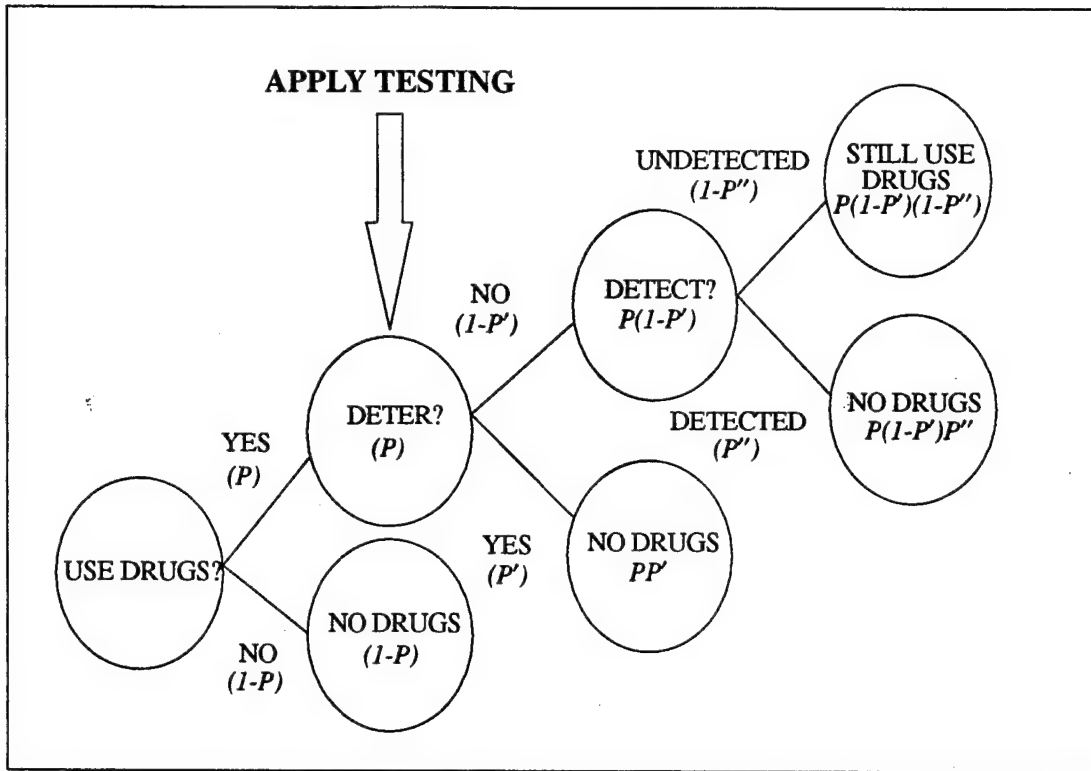 APPLY TESTING
UNDETECTED
(1-P")
STILL USE
DRUGS
P(1-P')(1-P")
NO
(1-P')
DETECT?
P(1-P')
DETER?
(P)
DETECTED
(P")
NO DRUGS
P(1-P')P"
YES
(P)
YES
(P')
NO DRUGS
PP'
USE DRUGS?
NO DRUGS
(1-P)
NO
(1-P)